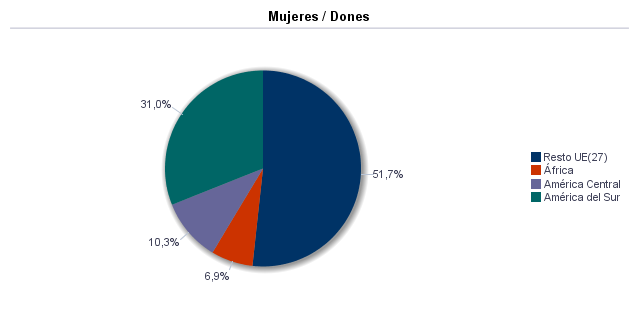 Mujeres / Dones
31,0%
51,7%
10,3%
6,9%
Resto UE(27)
África
América Central
América del Sur